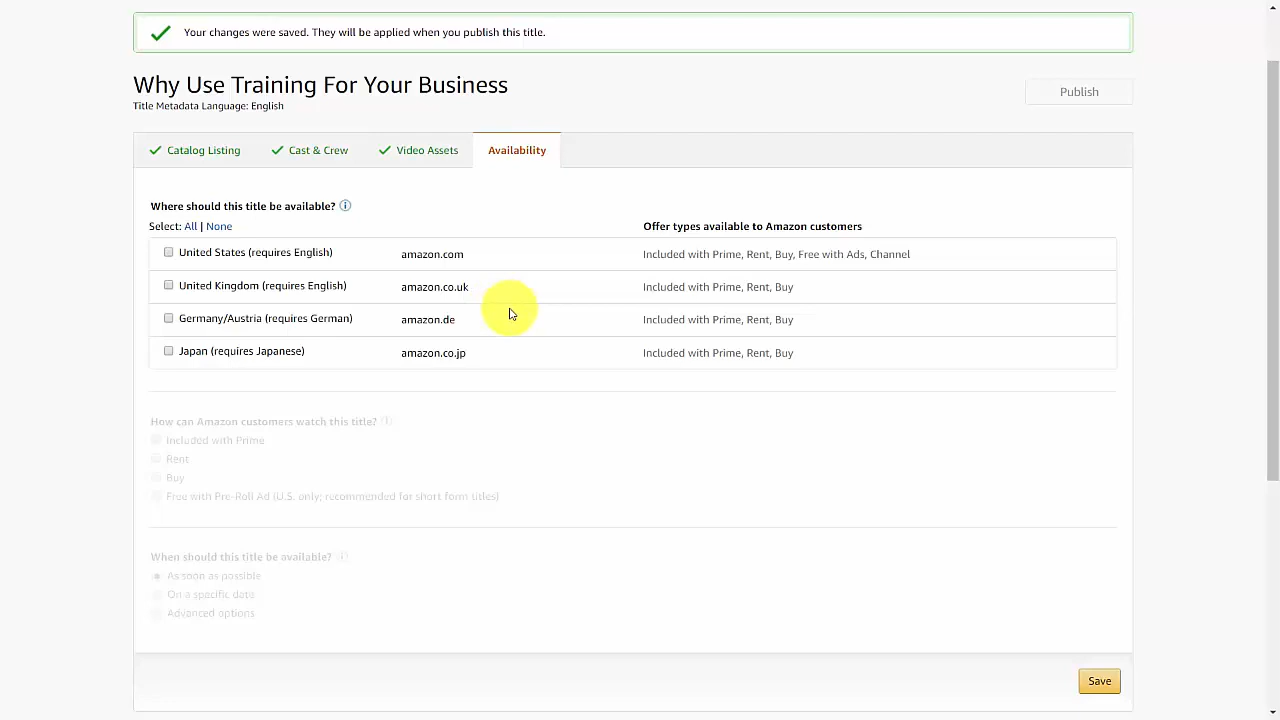 Your changes were saved. They will be applied when you publish this title.
Why Use Training For Your Business
Title Metadata Language: English
Publish
Catalog Listing Cast & Crew Video Assets Availability
Where should this title be available?
Select: All | None Offer types available to Amazon customers
United States (requires English) amazon.com Included with Prime, Rent, Buy, Free with Ads, Channel
United Kingdom (requires English) amazon.co.uk Included with Prime, Rent, Buy
Germany/Austria (requires German) amazon.de Included with Prime, Rent, Buy
Japan (requires Japanese) amazon.co.jp Included with Prime, Rent, Buy
How can Amazon customers watch this title?
Included with Prime
Rent
Buy
Free with Pre-Roll Ad (U.S. only; recommended for short form titles)
When should this title be available?
As soon as possible
On a specific date
Advanced options
Save